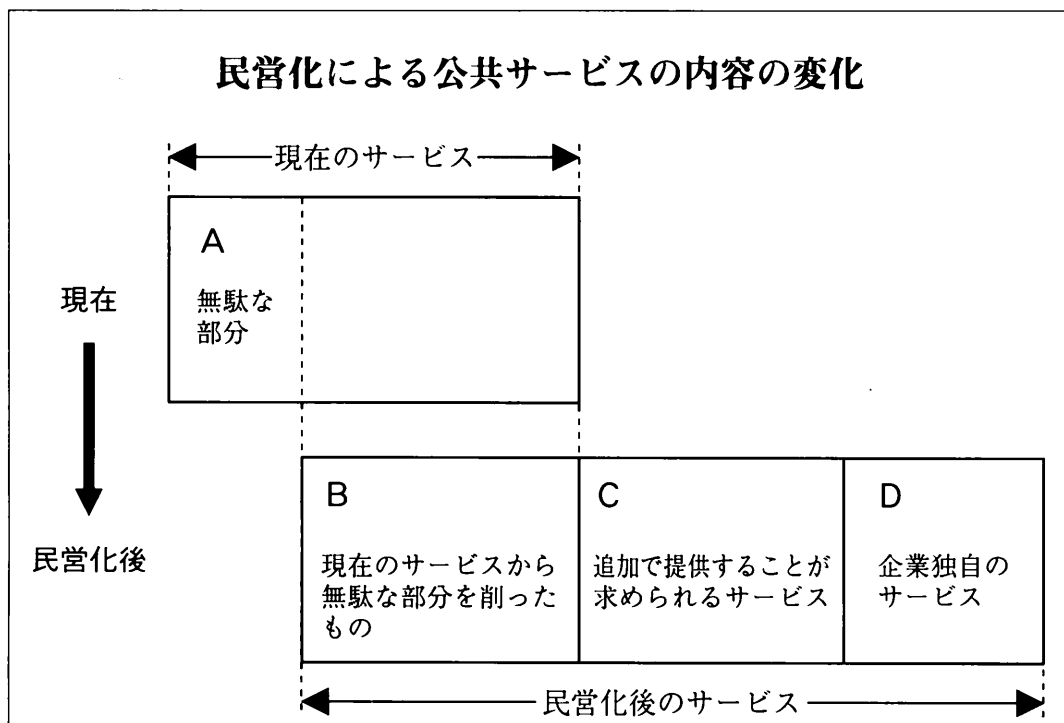 民営化による公共サービスの内容の変化
現在のサービス
現在
A
無駄な
部分
民営化後
B
現在のサービスから
無駄な部分を削った
もの
C
追加で提供することが
求められるサービス
D
企業独自の
サービス
民営化後のサービス